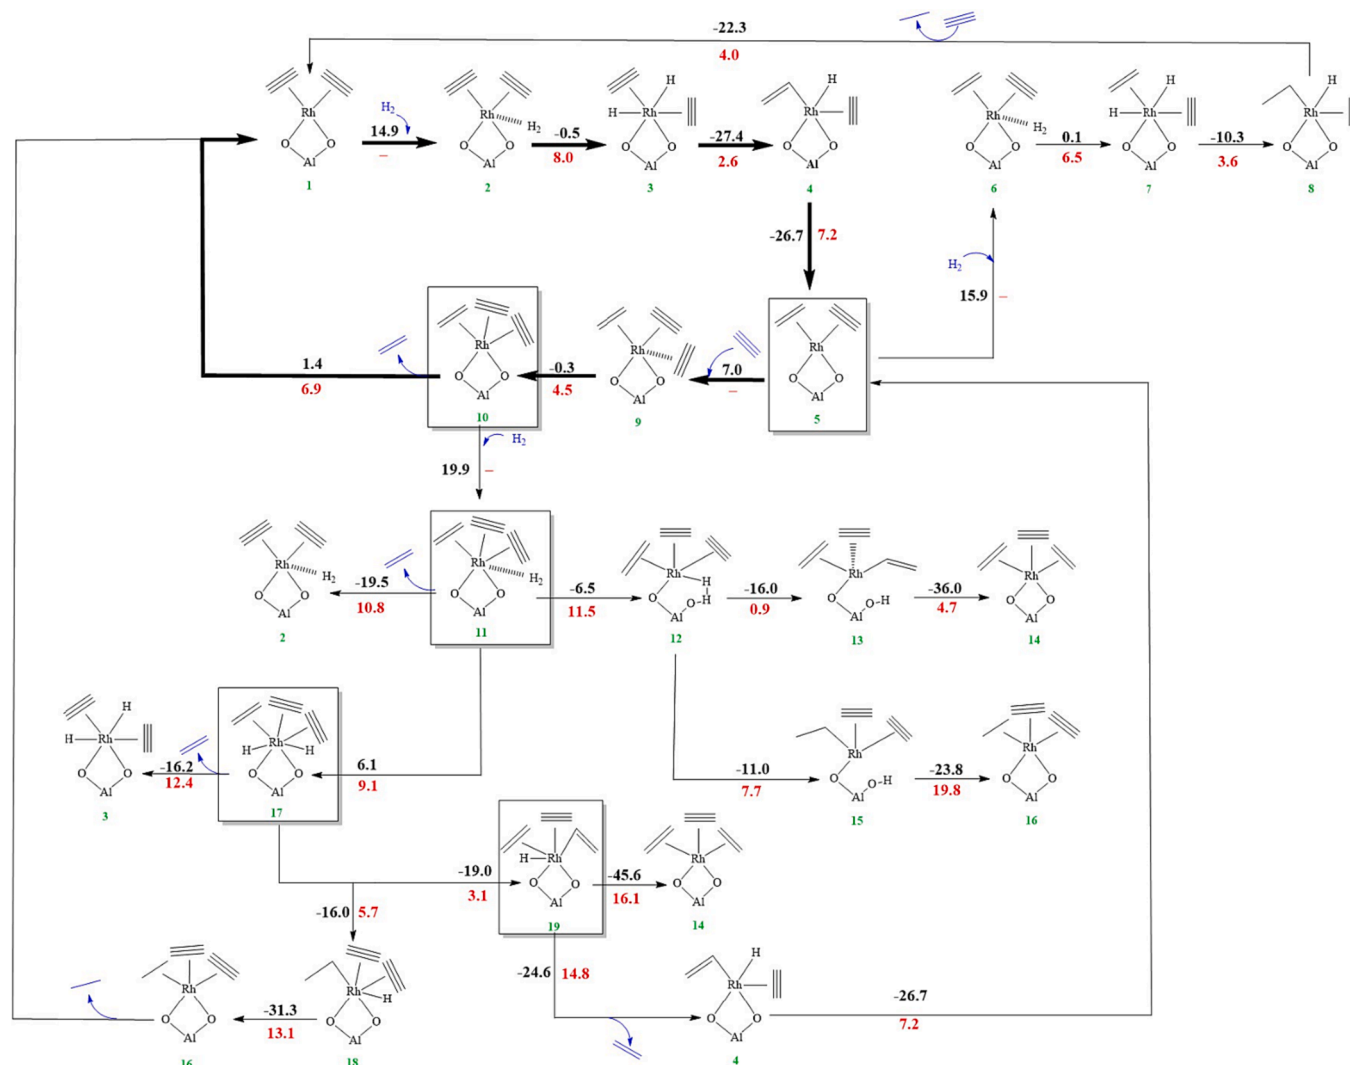 -22.3
4.0
H₂
14.9
–
-0.5
8.0
-27.4
2.6
0.1
6.5
-10.3
3.6
Rh
O O
Al
1
Rh
H₂
O O
Al
2
H
H Rh
O O
Al
3
H
Rh
O O
Al
4
Rh
H₂
O O
Al
6
H
H Rh
O O
Al
7
H
Rh
O O
Al
8
-26.7 7.2
H₂
15.9 –
1.4
6.9
Rh
O O
Al
10
-0.3
4.5
Rh
O O
Al
9
7.0
–
Rh
O O
Al
5
H₂
19.9 –
Rh
H₂
O O
Al
2
-19.5
10.8
Rh
H₂
O O
Al
11
-6.5
11.5
Rh
H
O H
O
Al
12
-16.0
0.9
Rh
O O-H
Al
13
-36.0
4.7
Rh
O O
Al
14
H
H Rh
O O
Al
3
-16.2
12.4
Rh
H H
O O
Al
17
6.1
9.1
-11.0
7.7
Rh
O O-H
Al
15
-23.8
19.8
Rh
O O
Al
16
-19.0
3.1
H Rh
O O
Al
19
-45.6
16.1
Rh
O O
Al
14
-16.0 5.7
-24.6 14.8
Rh
O O
Al
16
-31.3
13.1
Rh
H
O O
Al
18
H
Rh
O O
Al
4
-26.7
7.2